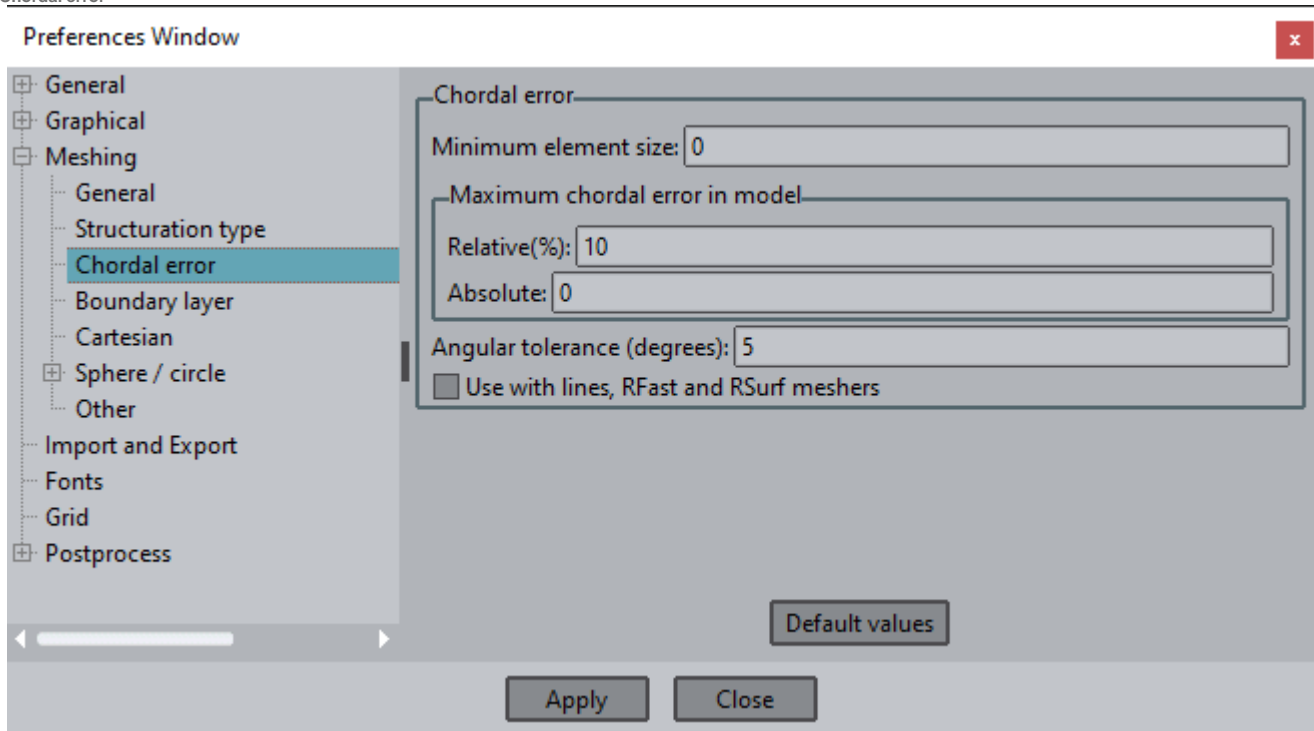 Chordal error
Preferences Window
x
General
Graphical
Meshing
General
Structuration type
Chordal error
Boundary layer
Cartesian
Sphere / circle
Other
Import and Export
Fonts
Grid
Postprocess
Chordal error
Minimum element size: 0
Maximum chordal error in model
Relative(%): 10
Absolute: 0
Angular tolerance (degrees): 5
Use with lines, RFast and RSurf meshers
Default values
Apply
Close